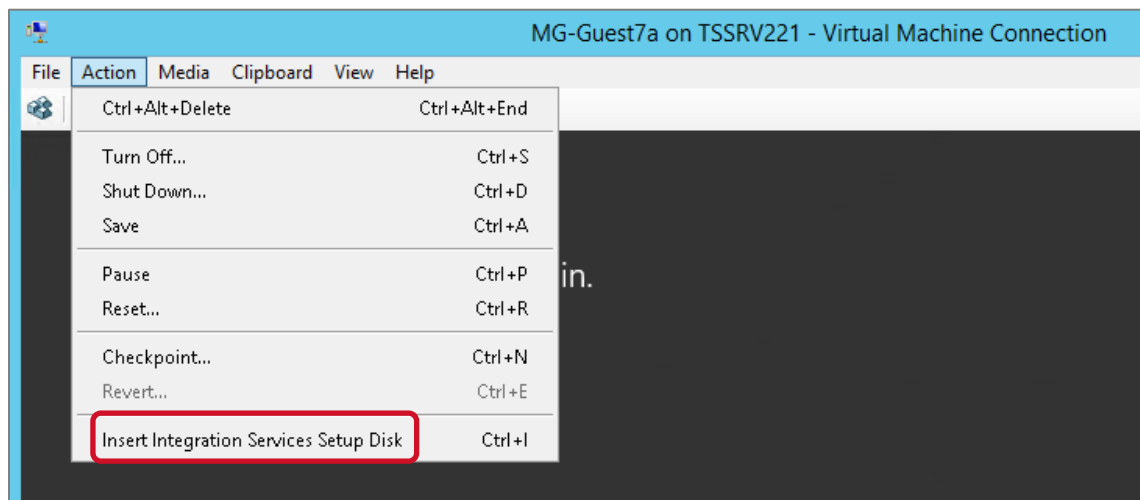 MG-Guest7a on TSSRV221 - Virtual Machine Connection
File Action Media Clipboard View Help
Ctrl+Alt+Delete Ctrl+Alt+End
Turn Off... Ctrl+S
Shut Down... Ctrl+D
Save Ctrl+A
Pause Ctrl+P
in.
Reset... Ctrl+R
Checkpoint... Ctrl+N
Revert... Ctrl+E
Insert Integration Services Setup Disk Ctrl+I